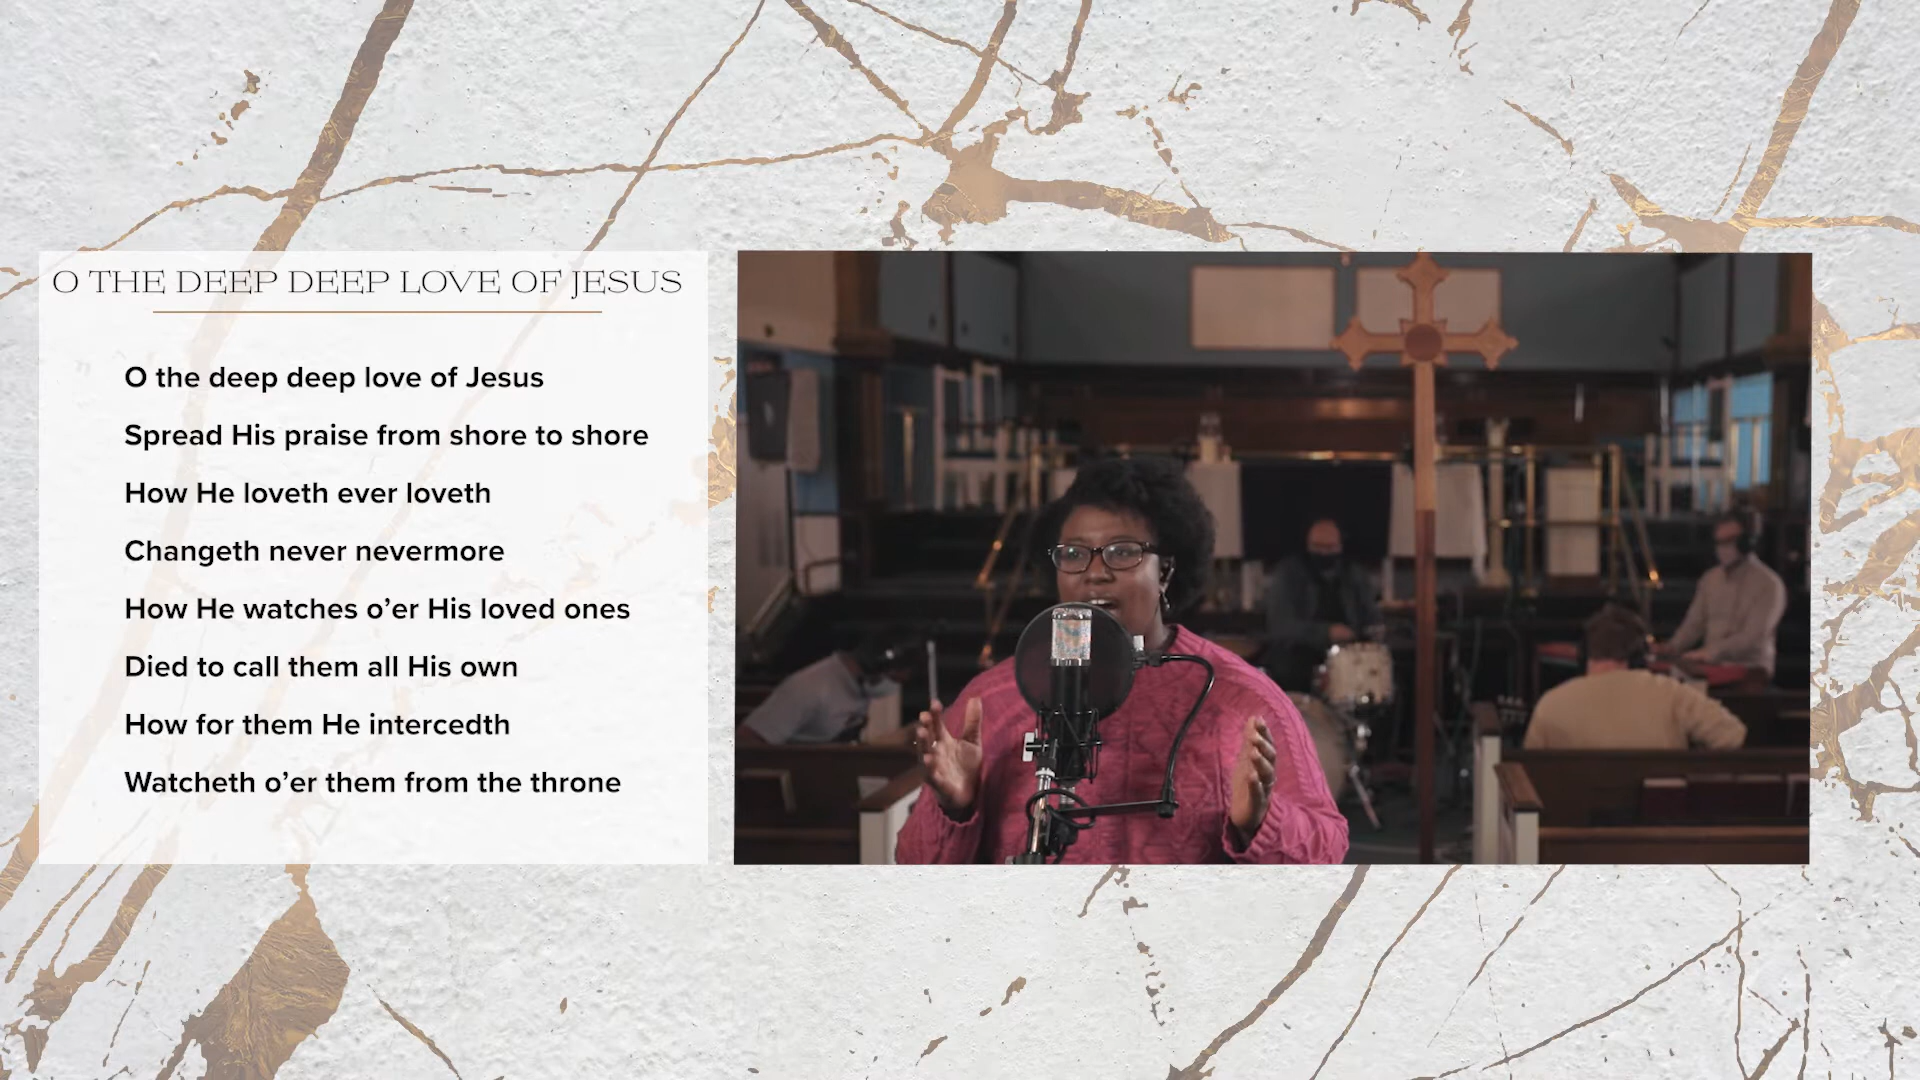 O THE DEEP DEEP LOVE OF JESUS
O the deep deep love of Jesus
Spread His praise from shore to shore
How He loveth ever loveth
Changeth never nevermore
How He watches o’er His loved ones
Died to call them all His own
How for them He intercedth
Watcheth o’er them from the throne